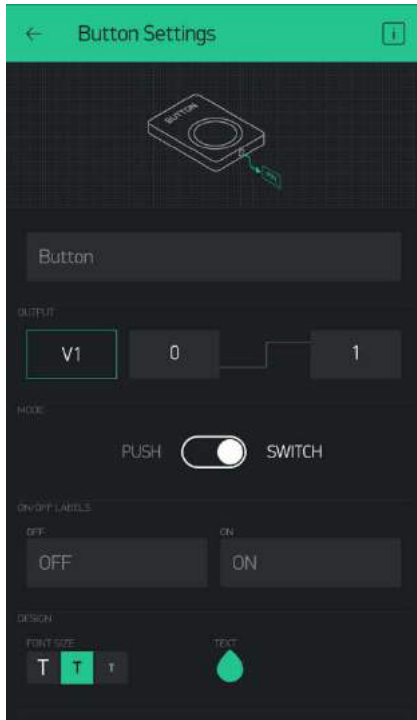 Button Settings
i
BUTTON
PIN
Button
OUTPUT
V1 0 1
MODE
PUSH SWITCH
ON/OFF LABELS
OFF ON
OFF ON
DESIGN
FONT SIZE TEXT
T T T